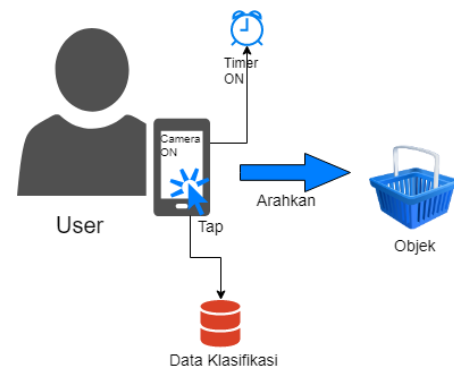 Timer
ON
Camera
ON
User
Tap
Arahkan
Objek
Data Klasifikasi